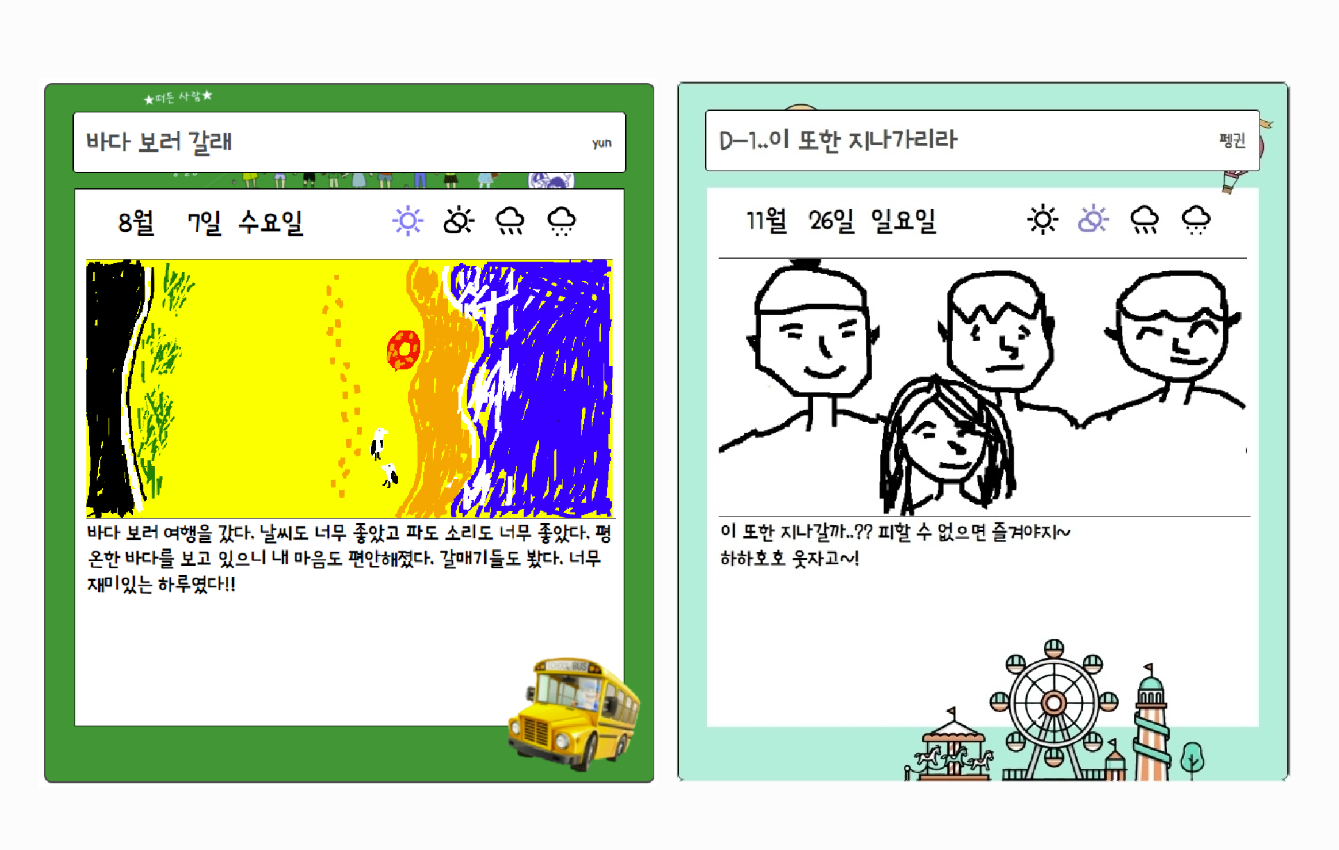 ★떠든 사람★
바다 보러 갈래
yun
8월 7일 수요일
바다 보러 여행을 갔다. 날씨도 너무 좋았고 파도 소리도 너무 좋았다. 평
온한 바다를 보고 있으니 내 마음도 편안해졌다. 갈매기들도 봤다. 너무
재미있는 하루였다!!
SCHOOL BUS
D-1..이 또한 지나가리라
펭귄
11월 26일 일요일
이 또한 지나갈까..?? 피할 수 없으면 즐겨야지~
하하호호 웃자고~!